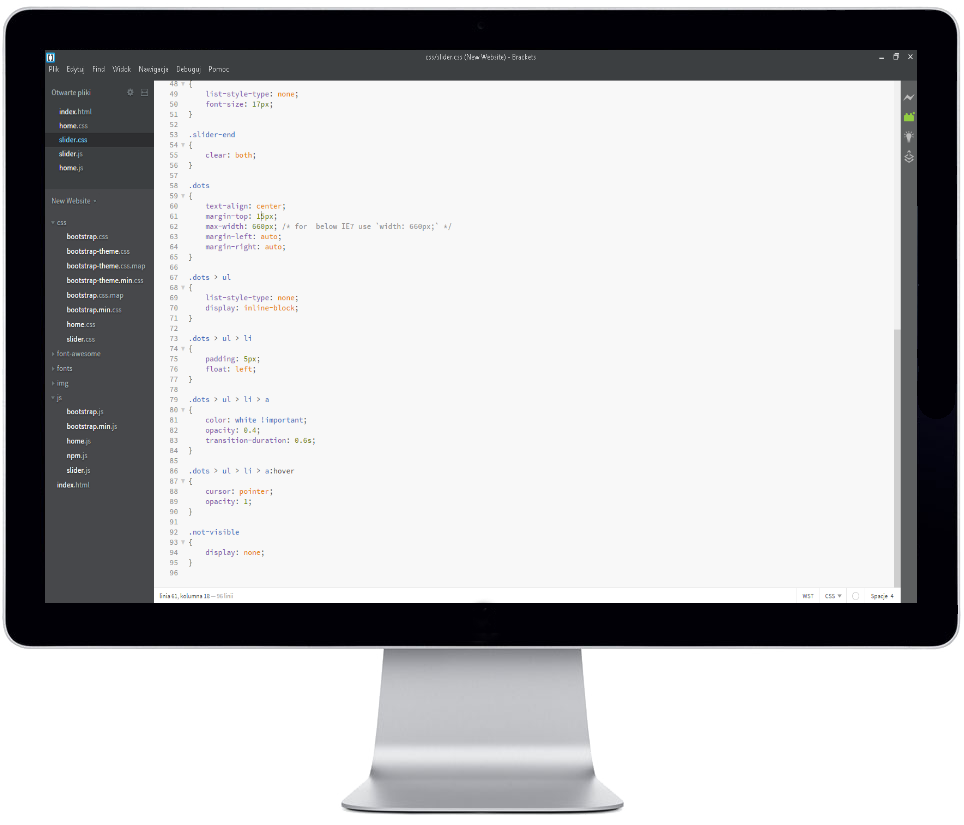 css/slider.css (New Website) - Brackets
Plik Edytuj Find Widok Nawigacja Debuguj Pomoc
Otwarte pliki
index.html
home.css
slider.css
slider.js
home.js
New Website
css
bootstrap.css
bootstrap-theme.css
bootstrap-theme.css.map
bootstrap-theme.min.css
bootstrap.css.map
bootstrap.min.css
home.css
slider.css
font-awesome
fonts
img
js
bootstrap.js
bootstrap.min.js
home.js
npm.js
slider.js
index.html
48 {
49 list-style-type: none;
50 font-size: 17px;
51 }
52
53 .slider-end
54 {
55 clear: both;
56 }
57
58 .dots
59 {
60 text-align: center;
61 margin-top: 15px;
62 max-width: 660px; /* for  below IE7 use `width: 660px;` */
63 margin-left: auto;
64 margin-right: auto;
65 }
66
67 .dots > ul
68 {
69 list-style-type: none;
70 display: inline-block;
71 }
72
73 .dots > ul > li
74 {
75 padding: 5px;
76 float: left;
77 }
78
79 .dots > ul > li > a
80 {
81 color: white !important;
82 opacity: 0.4;
83 transition-duration: 0.6s;
84 }
85
86 .dots > ul > li > a:hover
87 {
88 cursor: pointer;
89 opacity: 1;
90 }
91
92 .not-visible
93 {
94 display: none;
95 }
96
linia 61, kolumna 18 — 96 linii
WST CSS Spacje 4